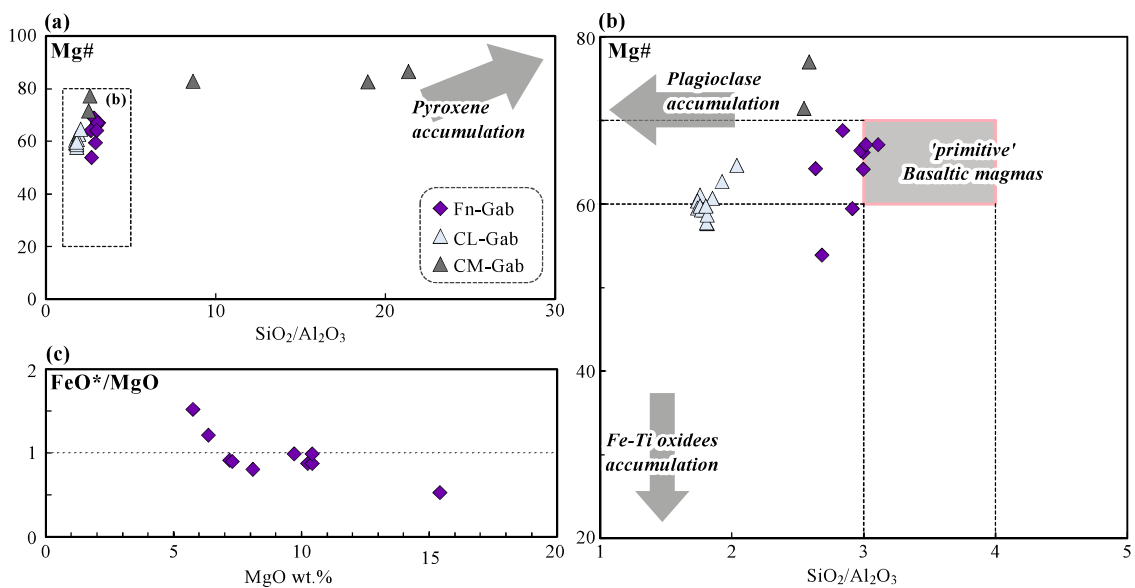 (a)
Mg#
100
80
60
40
20
0
(b)
Pyroxene
accumulation
Fn-Gab
CL-Gab
CM-Gab
0
10
20
30
SiO₂/Al₂O₃
(b)
Mg#
80
60
40
20
Plagioclase
accumulation
'primitive'
Basaltic magmas
Fe-Ti oxidees
accumulation
1
2
3
4
5
SiO₂/Al₂O₃
(c)
FeO*/MgO
2
1
0
0
5
10
15
20
MgO wt.%